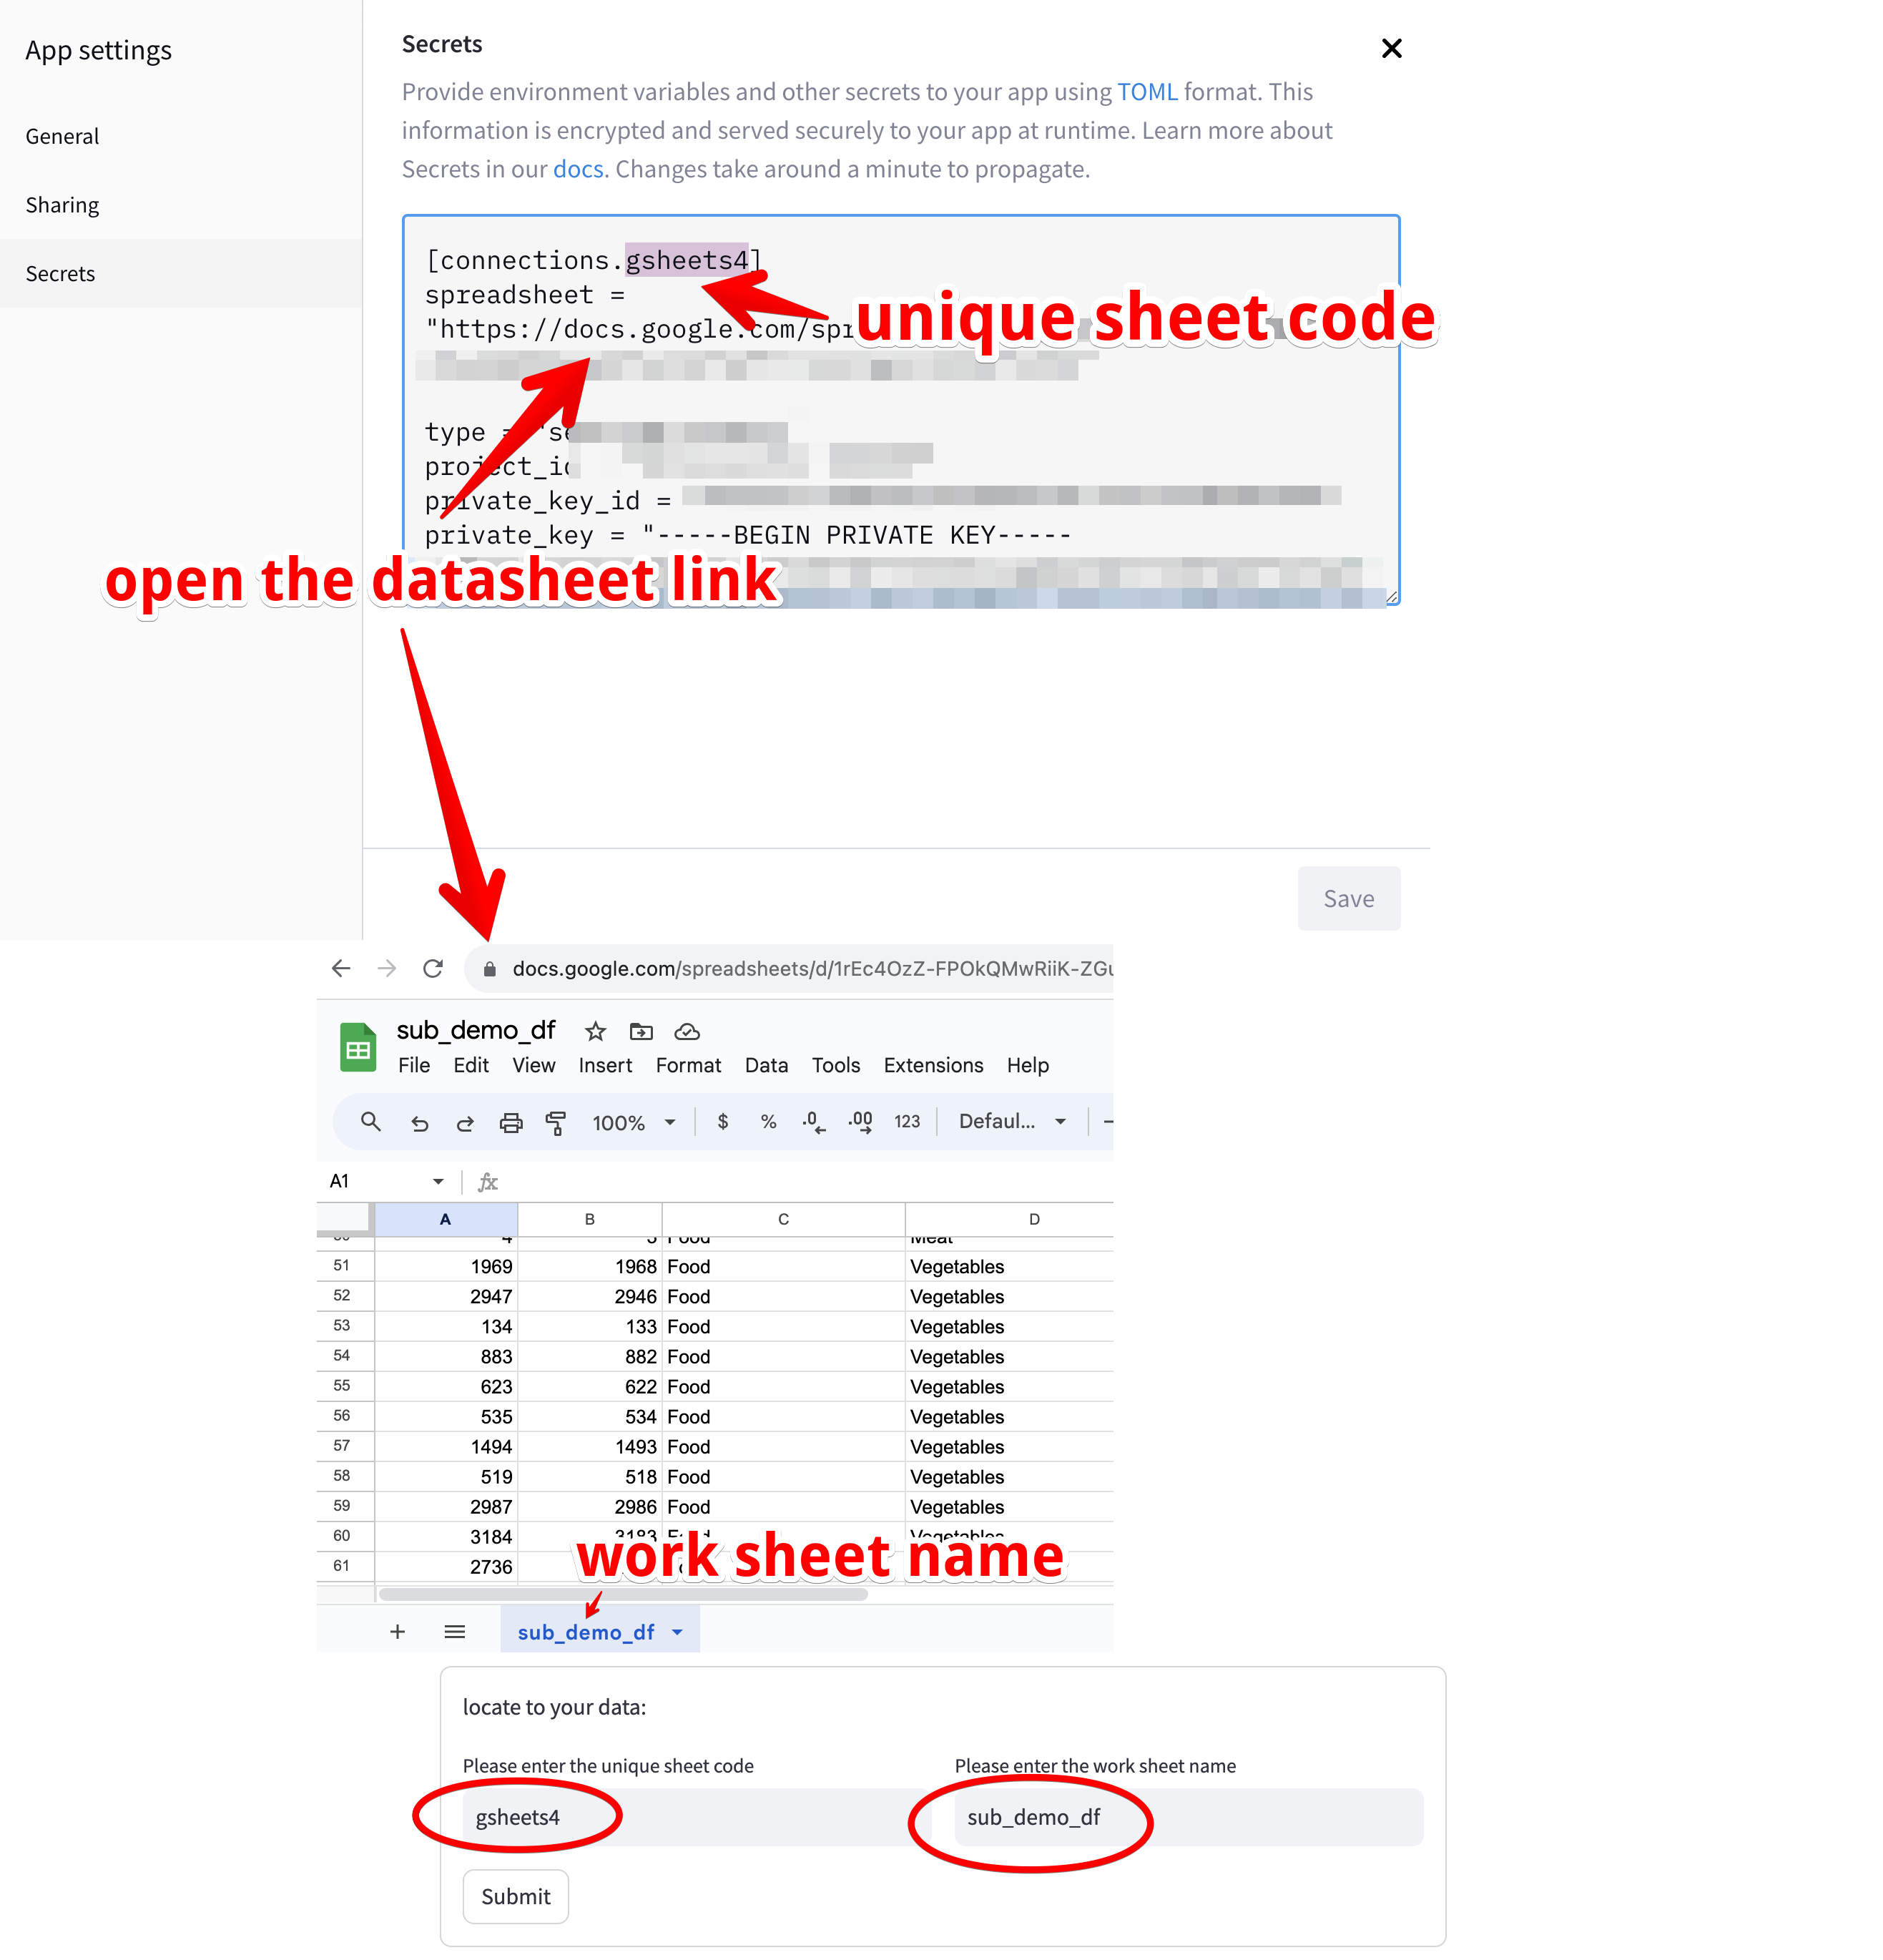 App settings
General
Sharing
Secrets
Secrets
Provide environment variables and other secrets to your app using TOML format. This
information is encrypted and served securely to your app at runtime. Learn more about
Secrets in our docs. Changes take around a minute to propagate.
[connections.gsheets4]
spreadsheet =
"https://docs.google.com/spr
unique sheet code
type = "se
project_id
private_key_id =
private_key = "-----BEGIN PRIVATE KEY-----
open the datasheet link
Save
docs.google.com/spreadsheets/d/1rEc4OzZ-FPOkQMwRiiK-ZGu
sub_demo_df
File Edit View Insert Format Data Tools Extensions Help
100% $ % .0 .00 123 Defaul...
A1 fx
A B C D
4 Food Meat
51 1969 1968 Food Vegetables
52 2947 2946 Food Vegetables
53 134 133 Food Vegetables
54 883 882 Food Vegetables
55 623 622 Food Vegetables
56 535 534 Food Vegetables
57 1494 1493 Food Vegetables
58 519 518 Food Vegetables
59 2987 2986 Food Vegetables
60 3184 3183 Food Vegetables
61 2736
work sheet name
sub_demo_df
locate to your data:
Please enter the unique sheet code
gsheets4
Please enter the work sheet name
sub_demo_df
Submit